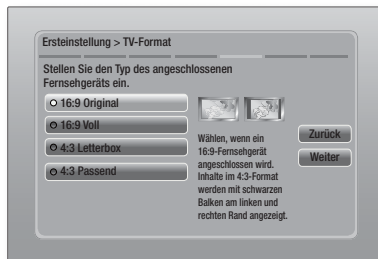 Ersteinstellung > TV-Format
Stellen Sie den Typ des angeschlossenen
Fernsehgeräts ein.
16:9 Original
16:9 Voll
4:3 Letterbox
4:3 Passend
Wählen, wenn ein
16:9-Fernsehgerät
angeschlossen wird.
Inhalte im 4:3-Format
werden mit schwarzen
Balken am linken und
rechten Rand angezeigt.
Zurück
Weiter